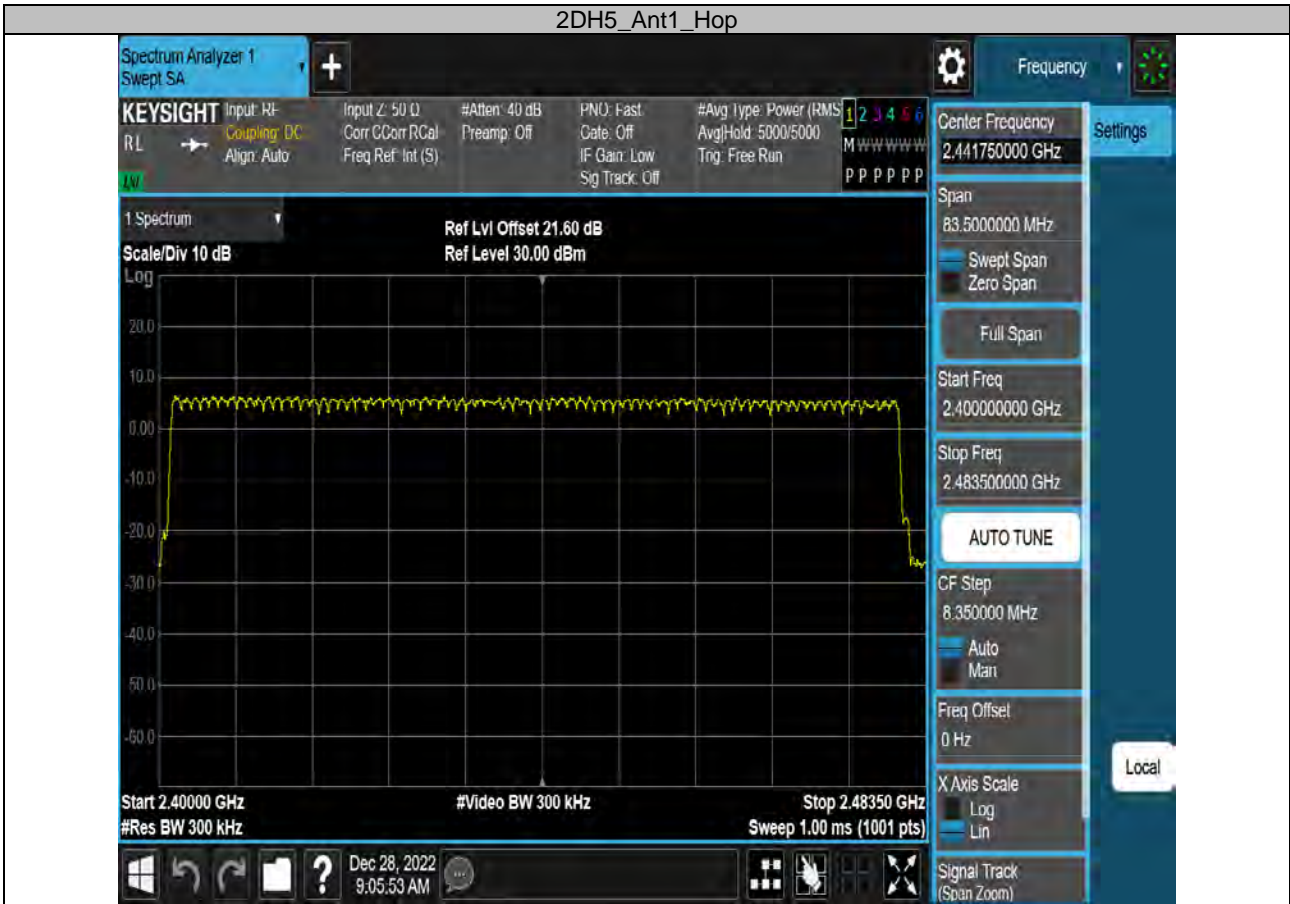 2DH5_Ant1_Hop
Spectrum Analyzer 1
Swept SA
+
Frequency
KEYSIGHT
RL
Input: RF
Coupling: DC
Align: Auto
Input Z: 50 Ω
Corr CCorr RCal
Freq Ref: Int (S)
#Atten: 40 dB
Preamp: Off
PNO: Fast
Gate: Off
IF Gain: Low
Sig Track: Off
#Avg Type: Power (RMS
Avg|Hold: 5000/5000
Trig: Free Run
1 2 3 4 5 6
M W W W W W
P P P P P P
1 Spectrum
Scale/Div 10 dB
Ref Lvl Offset 21.60 dB
Ref Level 30.00 dBm
Log
20.0
10.0
0.00
-10.0
-20.0
-30.0
-40.0
-50.0
-60.0
Start 2.40000 GHz
#Res BW 300 kHz
#Video BW 300 kHz
Stop 2.48350 GHz
Sweep 1.00 ms (1001 pts)
?
Dec 28, 2022
9:05:53 AM
Center Frequency
2.441750000 GHz
Settings
Span
83.5000000 MHz
Swept Span
Zero Span
Full Span
Start Freq
2.400000000 GHz
Stop Freq
2.483500000 GHz
AUTO TUNE
CF Step
8.350000 MHz
Auto
Man
Freq Offset
0 Hz
Local
X Axis Scale
Log
Lin
Signal Track
(Span Zoom)